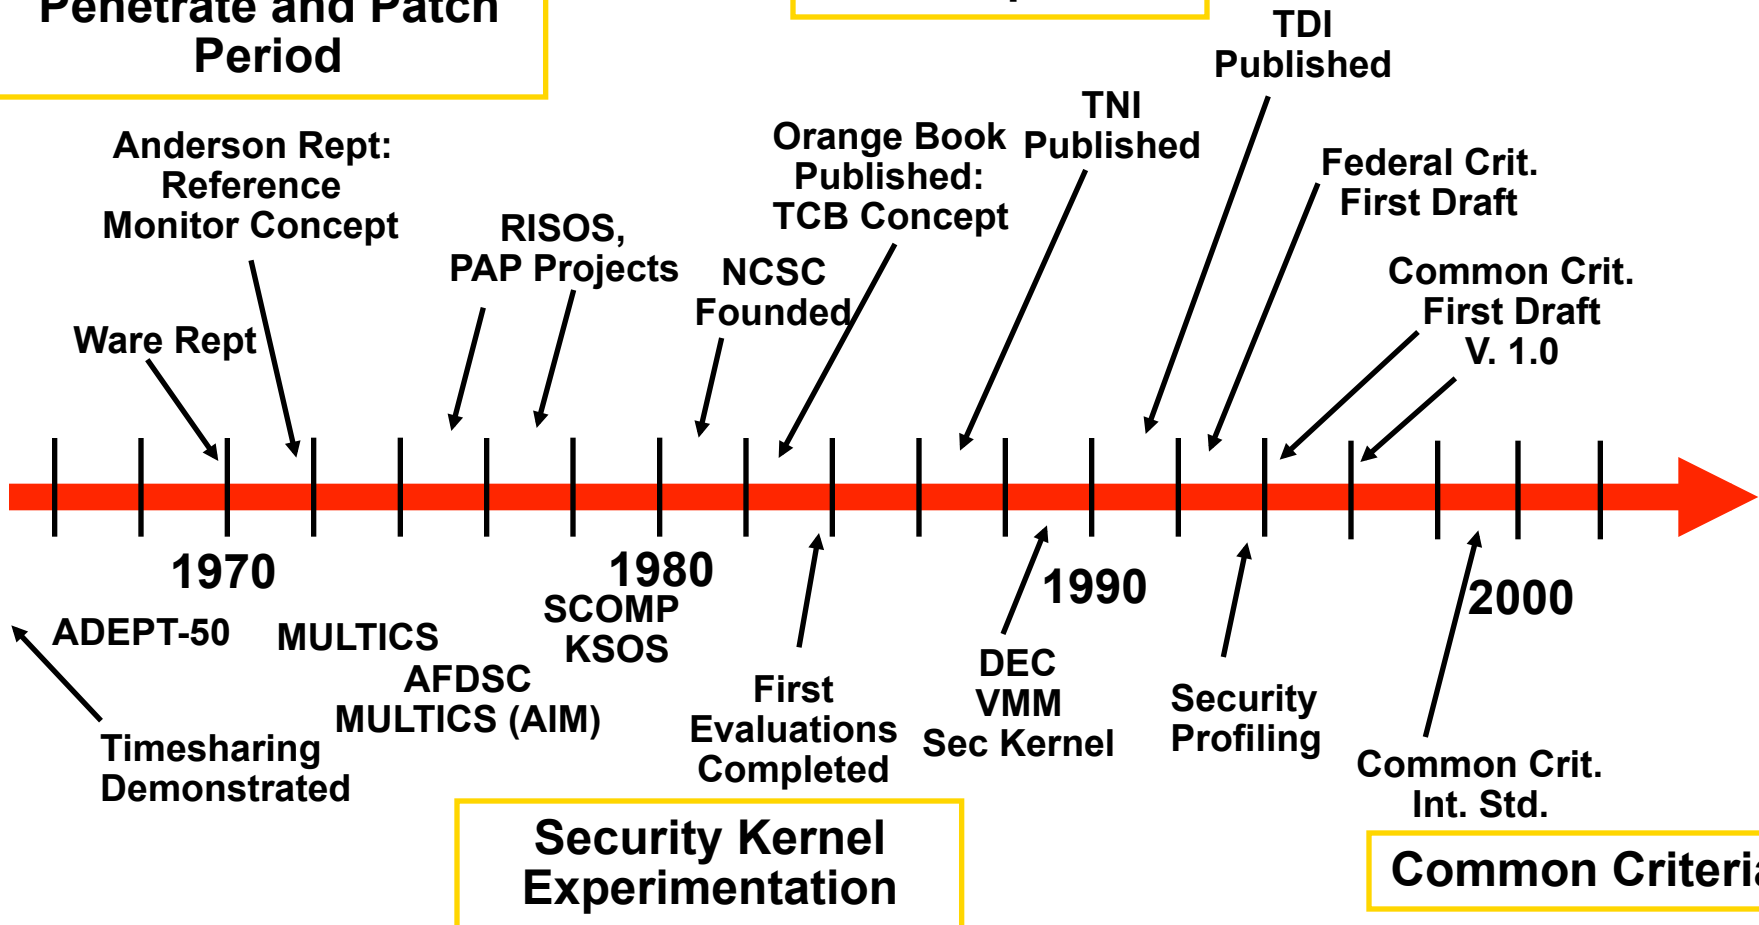 Penetrate and Patch
Period
TDI
Published
TNI
Published
Orange Book
Published:
TCB Concept
Anderson Rept:
Reference
Monitor Concept
Federal Crit.
First Draft
RISOS,
PAP Projects
NCSC
Founded
Common Crit.
First Draft
V. 1.0
Ware Rept
1970
1980
1990
2000
ADEPT-50
MULTICS
SCOMP
KSOS
AFDSC
MULTICS (AIM)
Timesharing
Demonstrated
First
Evaluations
Completed
DEC
VMM
Sec Kernel
Security
Profiling
Common Crit.
Int. Std.
Security Kernel
Experimentation
Common Criteria